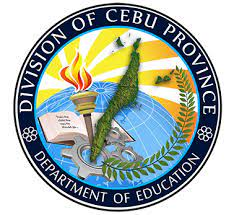 DIVISION OF CEBU PROVINCE
DEPARTMENT OF EDUCATION